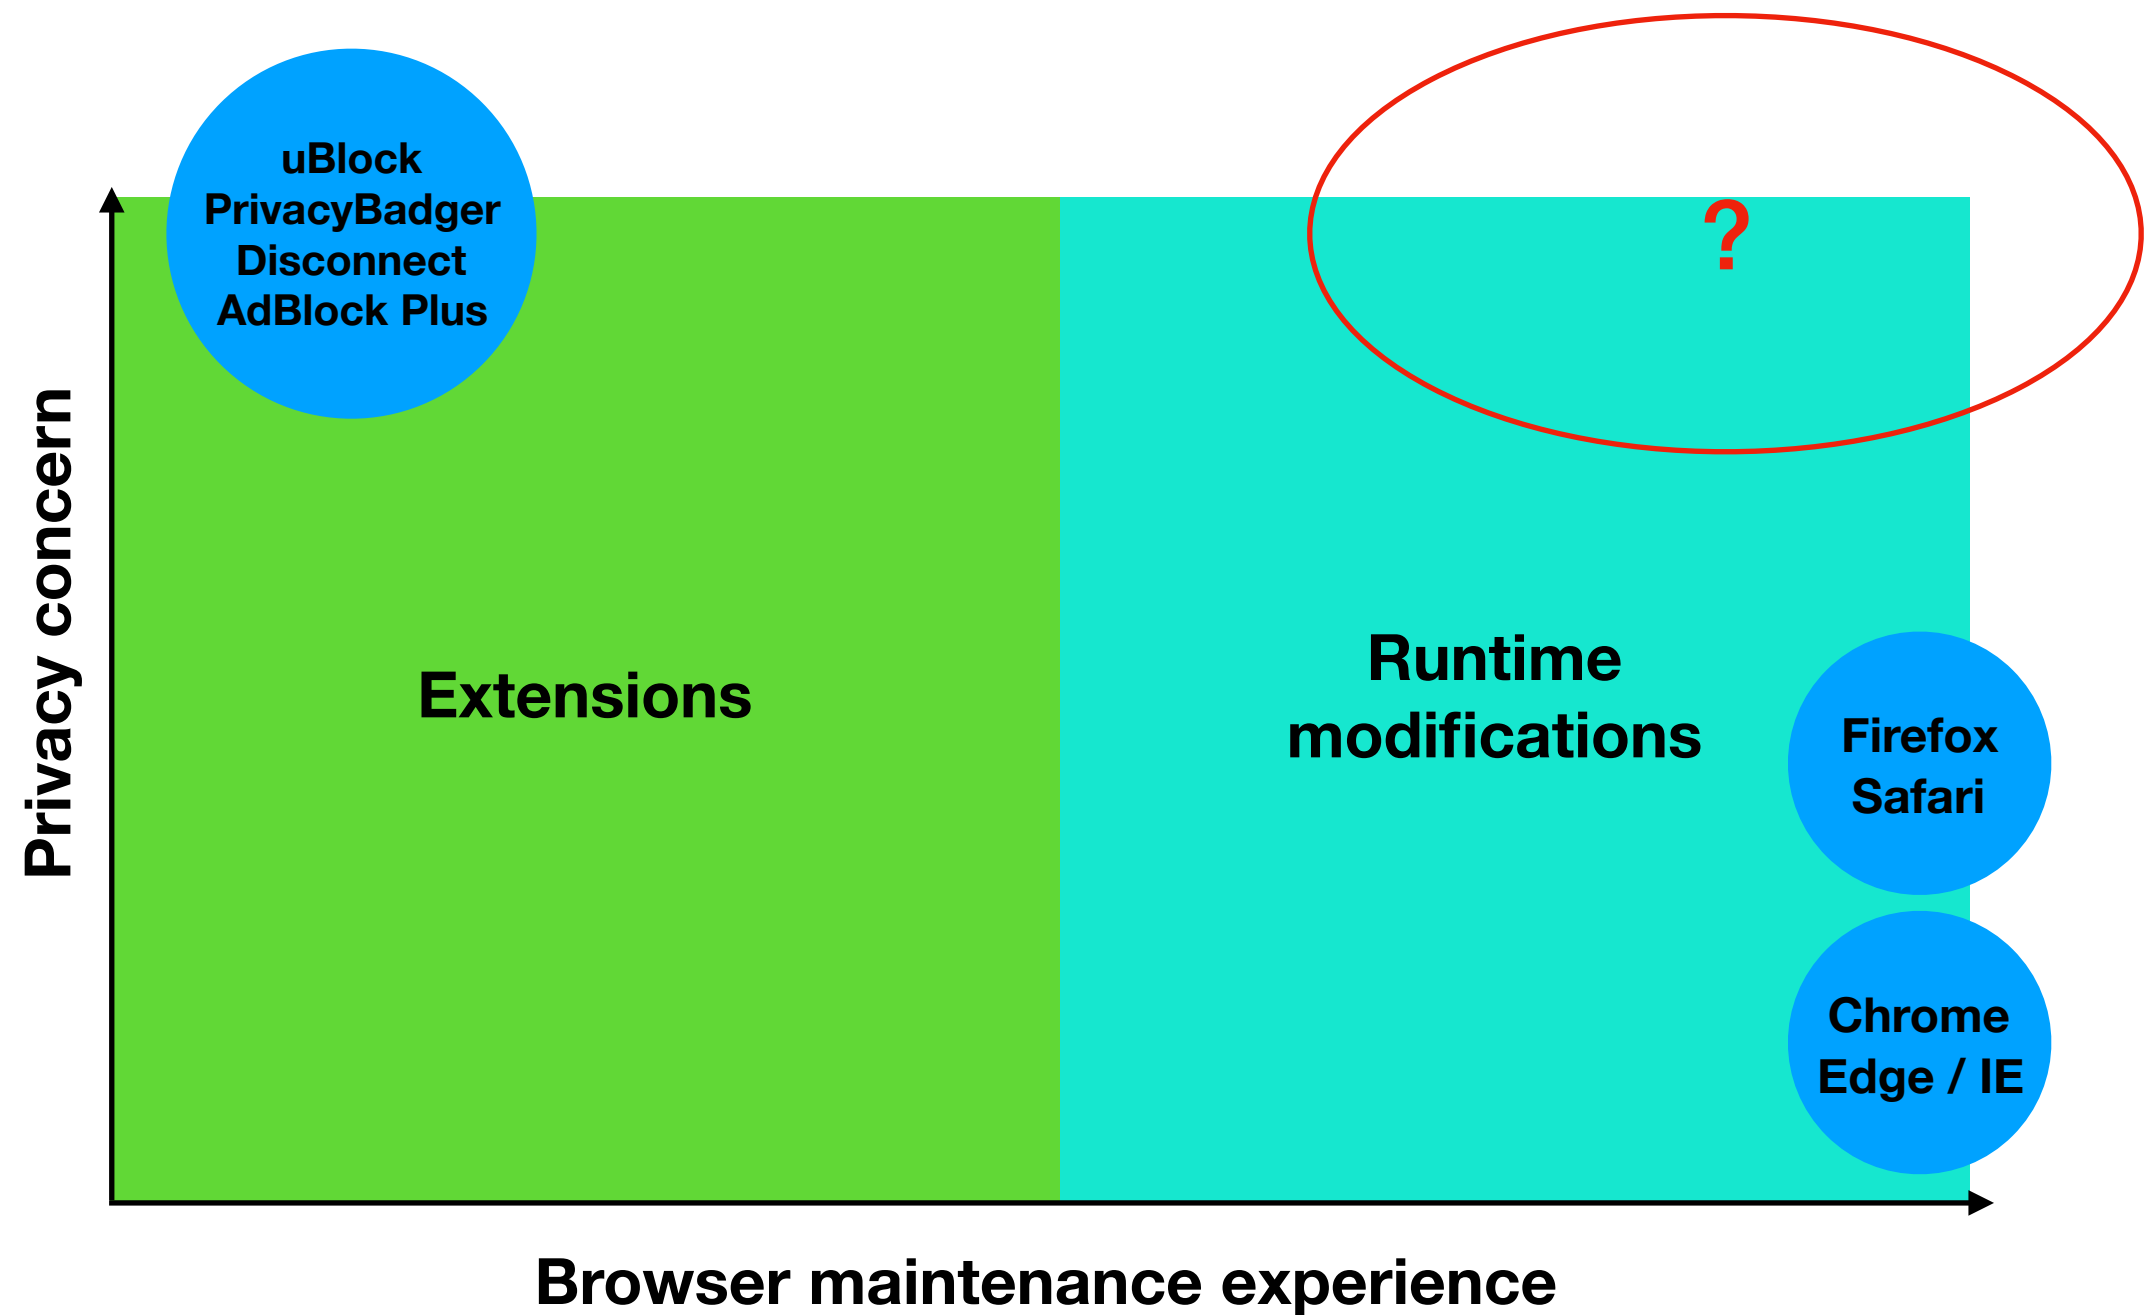 uBlock
PrivacyBadger
Disconnect
AdBlock Plus
?
Privacy concern
Extensions
Runtime
modifications
Firefox
Safari
Chrome
Edge / IE
Browser maintenance experience